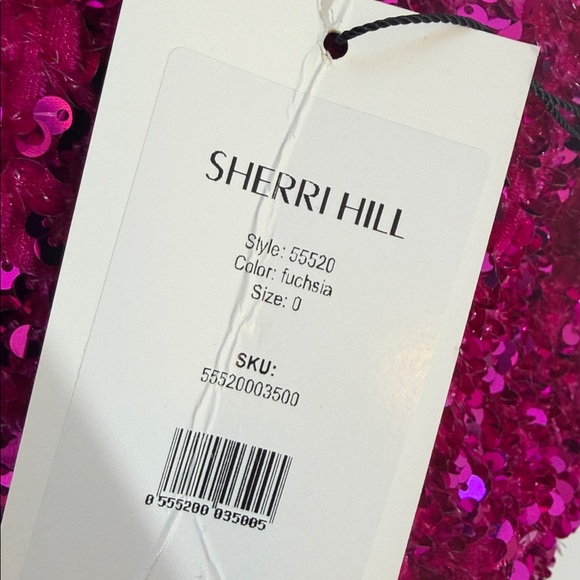 SHERRI HILL
Style: 55520
Color: fuchsia
Size: 0
SKU:
55520003500
0 555200 035005